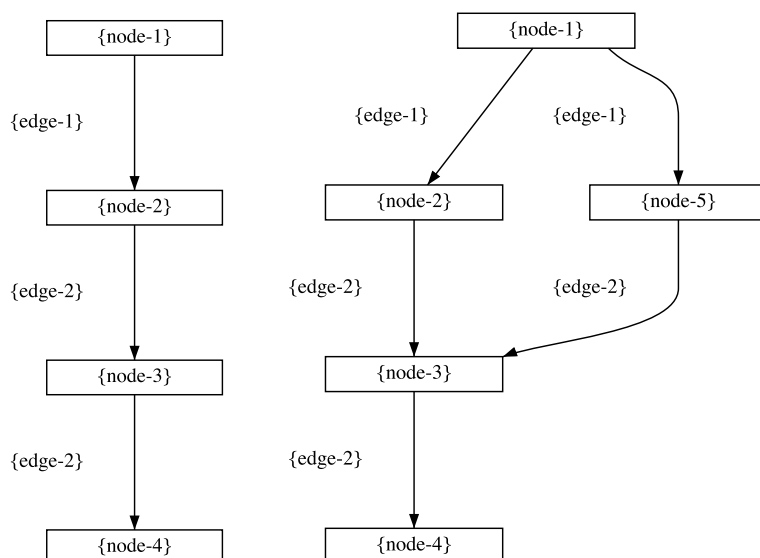 {node-1}
{edge-1}
{node-2}
{edge-2}
{node-3}
{edge-2}
{node-4}
{node-1}
{edge-1}
{edge-1}
{node-2}
{node-5}
{edge-2}
{edge-2}
{node-3}
{edge-2}
{node-4}